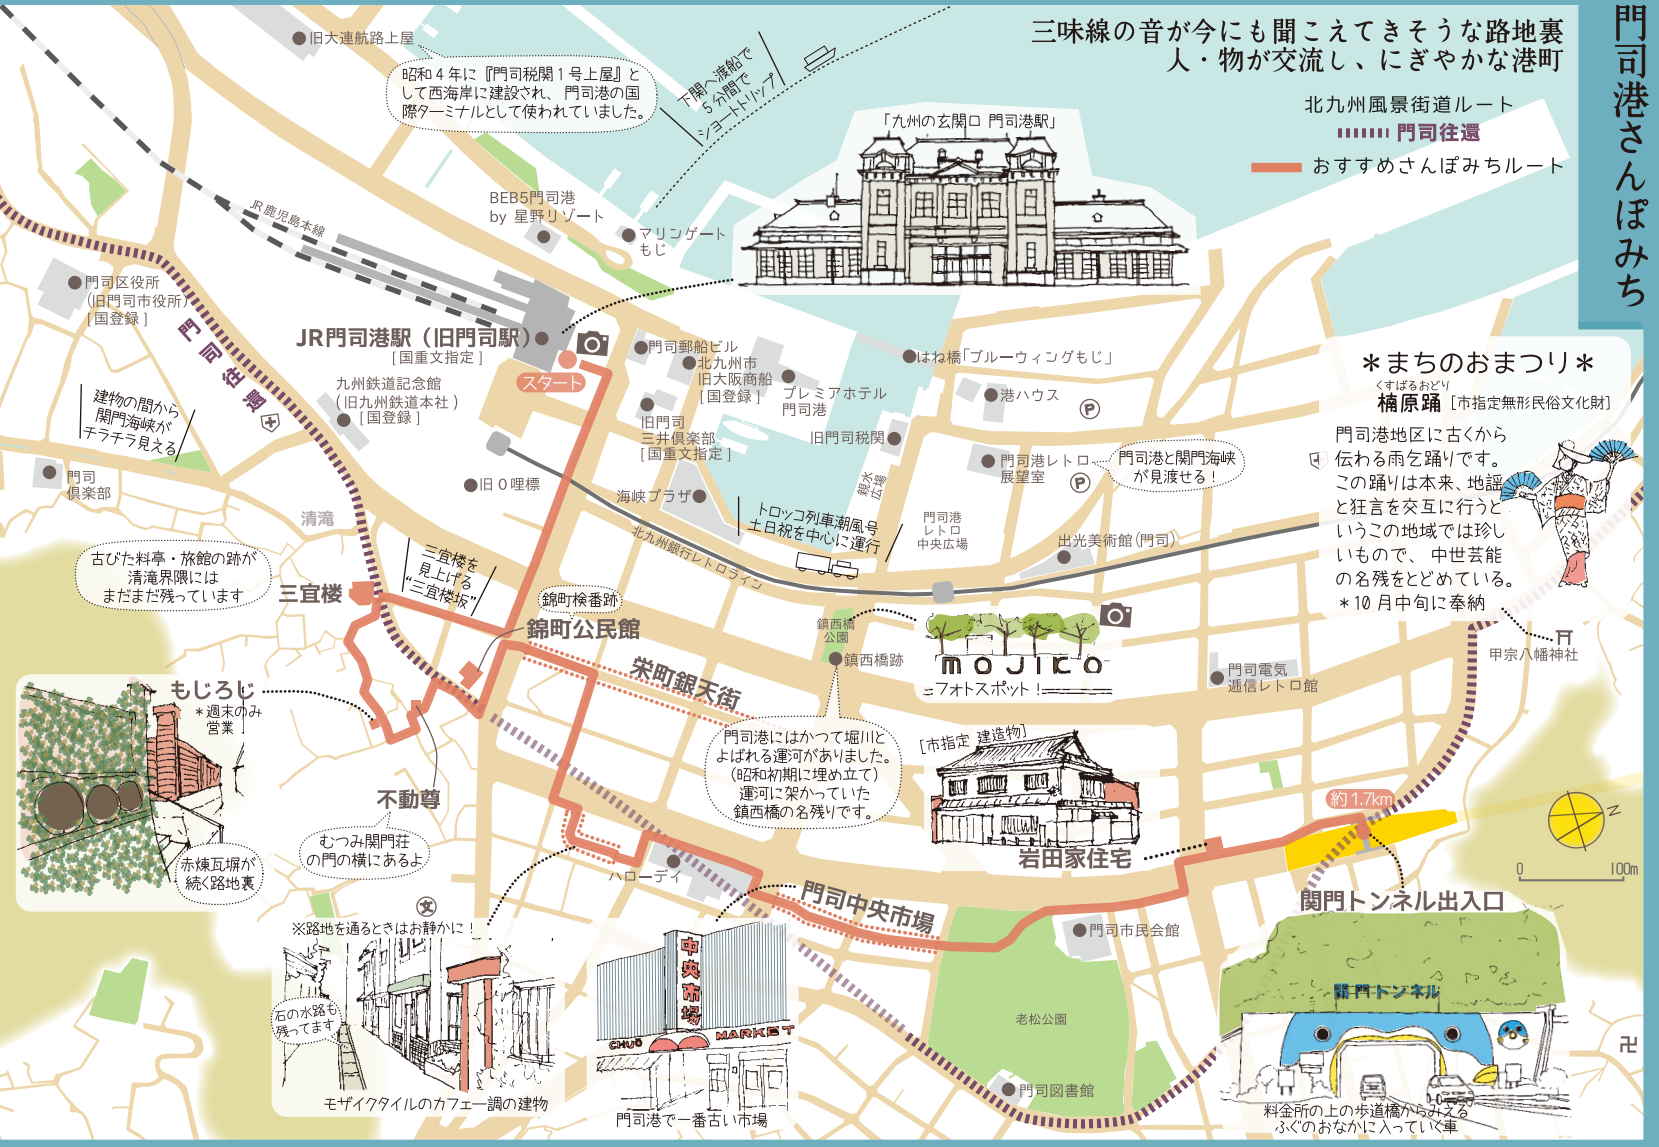 門司港さんぽみち
三味線の音が今にも聞こえてきそうな路地裏
人・物が交流し、にぎやかな港町
北九州風景街道ルート
門司往還
おすすめさんぽみちルート
旧大連航路上屋
昭和4年に『門司税関1号上屋』と
して西海岸に建設され、門司港の国
際ターミナルとして使われていました。
下関へ渡船で
5分間で
ショートトリップ♪
「九州の玄関口 門司港駅」
BEB5門司港
by 星野リゾート
マリンゲート
もじ
JR鹿児島本線
門司区役所
(旧門司市役所)
[国登録]
門司往還
JR門司港駅(旧門司駅)
[国重文指定]
スタート
九州鉄道記念館
(旧九州鉄道本社)
[国登録]
建物の間から
関門海峡が
チラチラ見える
門司
倶楽部
門司郵船ビル
北九州市
旧大阪商船
[国登録]
プレミアホテル
門司港
旧門司
三井倶楽部
[国重文指定]
旧門司税関
はね橋「ブルーウィングもじ」
港ハウス
P
門司港レトロ
展望室
P
門司港と関門海峡
が見渡せる!
親水
広場
旧0哩標
海峡プラザ
トロッコ列車潮風号
土日祝を中心に運行
北九州銀行レトロライン
門司港
レトロ
中央広場
出光美術館(門司)
*まちのおまつり*
くすばるおどり
楠原踊 [市指定無形民俗文化財]
門司港地区に古くから
伝わる雨乞踊りです。
この踊りは本来、地謡
と狂言を交互に行うと
いうこの地域では珍し
いもので、中世芸能
の名残をとどめている。
*10月中旬に奉納
甲宗八幡神社
清滝
古びた料亭・旅館の跡が
清滝界隈には
まだまだ残っています
三宜楼
三宜楼を
見上げる
“三宜楼坂”
錦町検番跡
錦町公民館
栄町銀天街
鎮西橋
公園
鎮西橋跡
mojiko
フォトスポット!
門司電気
逓信レトロ館
もじろじ
*週末のみ
営業
赤煉瓦塀が
続く路地裏
不動尊
むつみ関門荘
の門の横にあるよ
門司港にはかつて堀川と
よばれる運河がありました。
(昭和初期に埋め立て)
運河に架かっていた
鎮西橋の名残りです。
[市指定 建造物]
岩田家住宅
約1.7km
N
0 100m
関門トンネル出入口
ハローデイ
門司中央市場
門司市民会館
文
※路地を通るときはお静かに!
石の水路も
残ってます
モザイクタイルのカフェー調の建物
中央市場
CHUO MARKET
門司港で一番古い市場
老松公園
門司図書館
関門トンネル
料金所の上の歩道橋からみえる
ふぐのおなかに入っていく車
卍